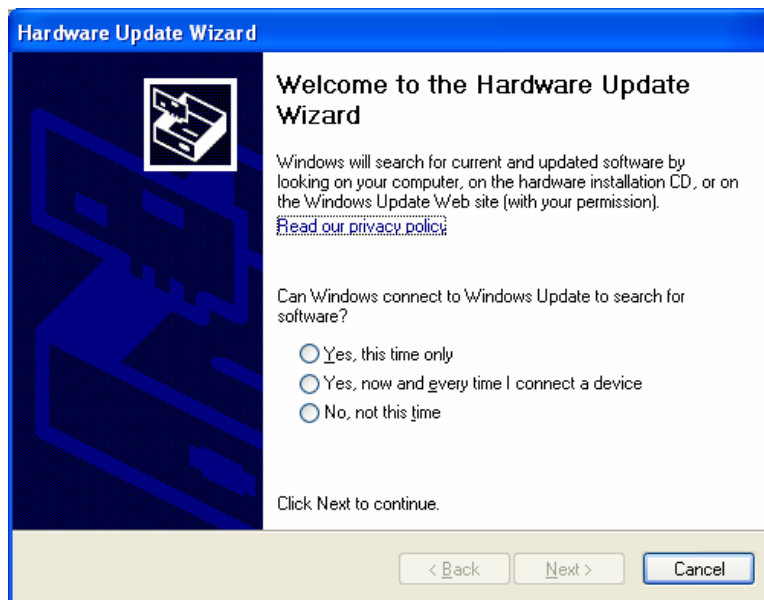 Hardware Update Wizard
Welcome to the Hardware Update
Wizard
Windows will search for current and updated software by
looking on your computer, on the hardware installation CD, or on
the Windows Update Web site (with your permission).
Read our privacy policy
Can Windows connect to Windows Update to search for
software?
Yes, this time only
Yes, now and every time I connect a device
No, not this time
Click Next to continue.
< Back
Next >
Cancel